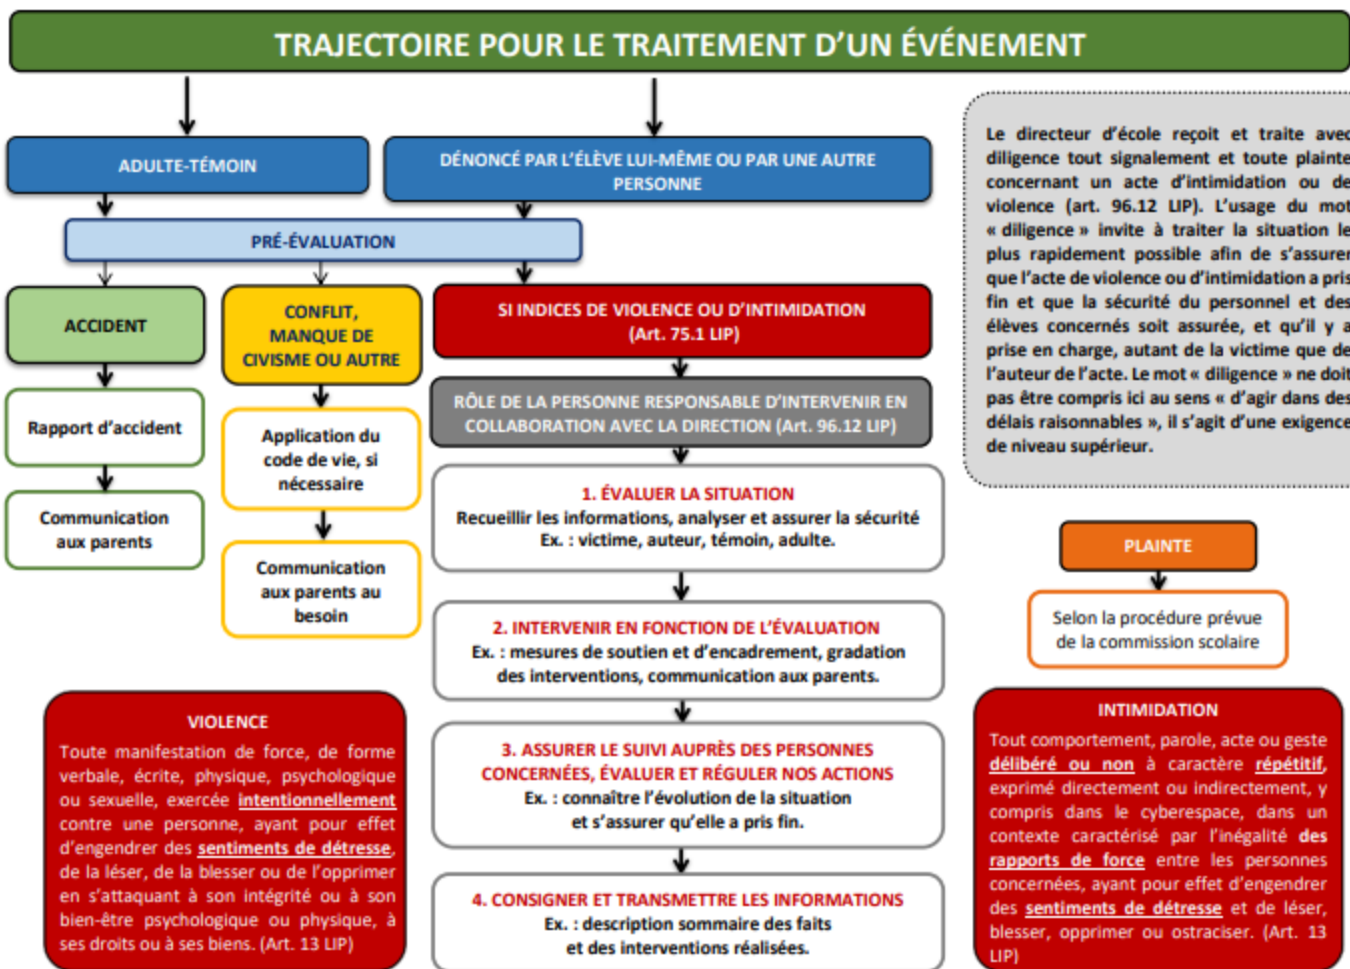 TRAJECTOIRE POUR LE TRAITEMENT D’UN ÉVÉNEMENT
ADULTE-TÉMOIN
DÉNONCÉ PAR L’ÉLÈVE LUI-MÊME OU PAR UNE AUTRE
PERSONNE
PRÉ-ÉVALUATION
ACCIDENT
Rapport d’accident
Communication
aux parents
CONFLIT,
MANQUE DE
CIVISME OU AUTRE
Application du
code de vie, si
nécessaire
Communication
aux parents au
besoin
SI INDICES DE VIOLENCE OU D’INTIMIDATION
(Art. 75.1 LIP)
RÔLE DE LA PERSONNE RESPONSABLE D’INTERVENIR EN
COLLABORATION AVEC LA DIRECTION (Art. 96.12 LIP)
1. ÉVALUER LA SITUATION
Recueillir les informations, analyser et assurer la sécurité
Ex. : victime, auteur, témoin, adulte.
2. INTERVENIR EN FONCTION DE L’ÉVALUATION
Ex. : mesures de soutien et d’encadrement, gradation
des interventions, communication aux parents.
3. ASSURER LE SUIVI AUPRÈS DES PERSONNES
CONCERNÉES, ÉVALUER ET RÉGULER NOS ACTIONS
Ex. : connaître l’évolution de la situation
et s’assurer qu’elle a pris fin.
4. CONSIGNER ET TRANSMETTRE LES INFORMATIONS
Ex. : description sommaire des faits
et des interventions réalisées.
Le directeur d’école reçoit et traite avec
diligence tout signalement et toute plainte
concernant un acte d’intimidation ou de
violence (art. 96.12 LIP). L’usage du mot
« diligence » invite à traiter la situation le
plus rapidement possible afin de s’assurer
que l’acte de violence ou d’intimidation a pris
fin et que la sécurité du personnel et des
élèves concernés soit assurée, et qu’il y a
prise en charge, autant de la victime que de
l’auteur de l’acte. Le mot « diligence » ne doit
pas être compris ici au sens « d’agir dans des
délais raisonnables », il s’agit d’une exigence
de niveau supérieur.
PLAINTE
Selon la procédure prévue
de la commission scolaire
VIOLENCE
Toute manifestation de force, de forme
verbale, écrite, physique, psychologique
ou sexuelle, exercée intentionnellement
contre une personne, ayant pour effet
d’engendrer des sentiments de détresse,
de la léser, de la blesser ou de l’opprimer
en s’attaquant à son intégrité ou à son
bien-être psychologique ou physique, à
ses droits ou à ses biens. (Art. 13 LIP)
INTIMIDATION
Tout comportement, parole, acte ou geste
délibéré ou non à caractère répétitif,
exprimé directement ou indirectement, y
compris dans le cyberespace, dans un
contexte caractérisé par l’inégalité des
rapports de force entre les personnes
concernées, ayant pour effet d’engendrer
des sentiments de détresse et de léser,
blesser, opprimer ou ostraciser. (Art. 13
LIP)